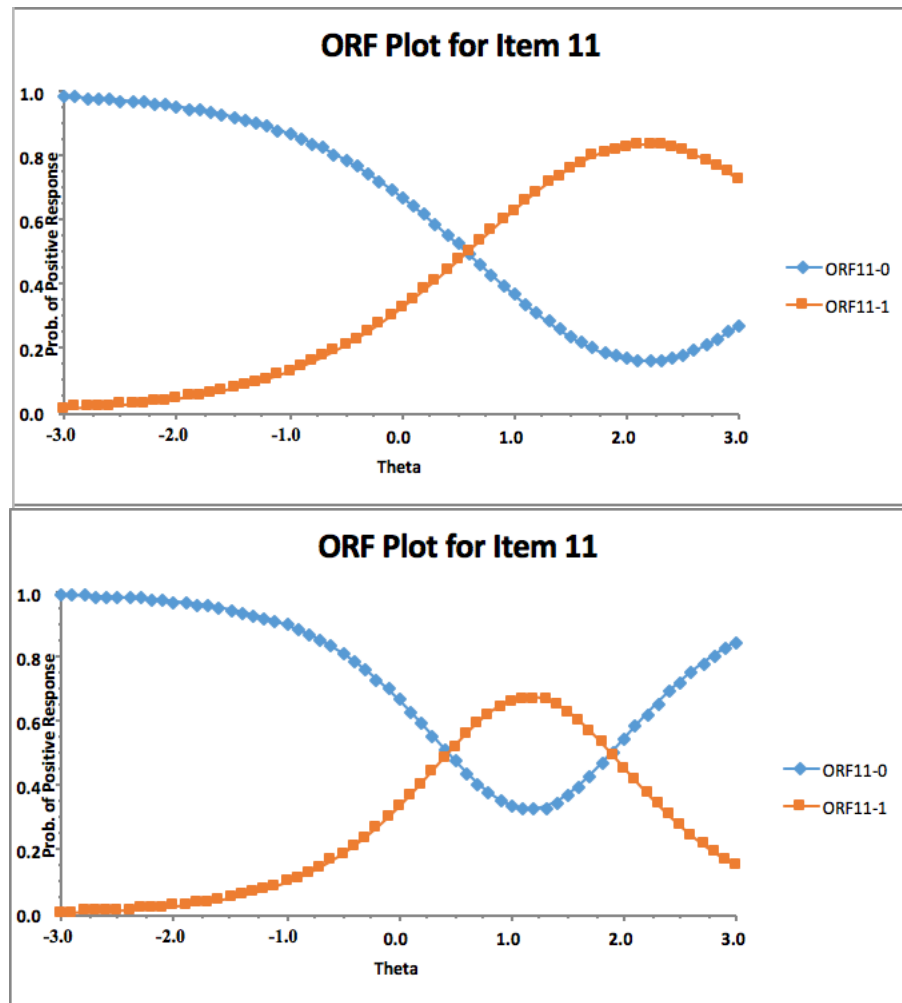 ORF Plot for Item 11
1.0
0.8
0.6
0.4
0.2
0.0
Prob. of Positive Response
-3.0 -2.0 -1.0 0.0 1.0 2.0 3.0
Theta
ORF11-0
ORF11-1
ORF Plot for Item 11
1.0
0.8
0.6
0.4
0.2
0.0
Prob. of Positive Response
-3.0 -2.0 -1.0 0.0 1.0 2.0 3.0
Theta
ORF11-0
ORF11-1